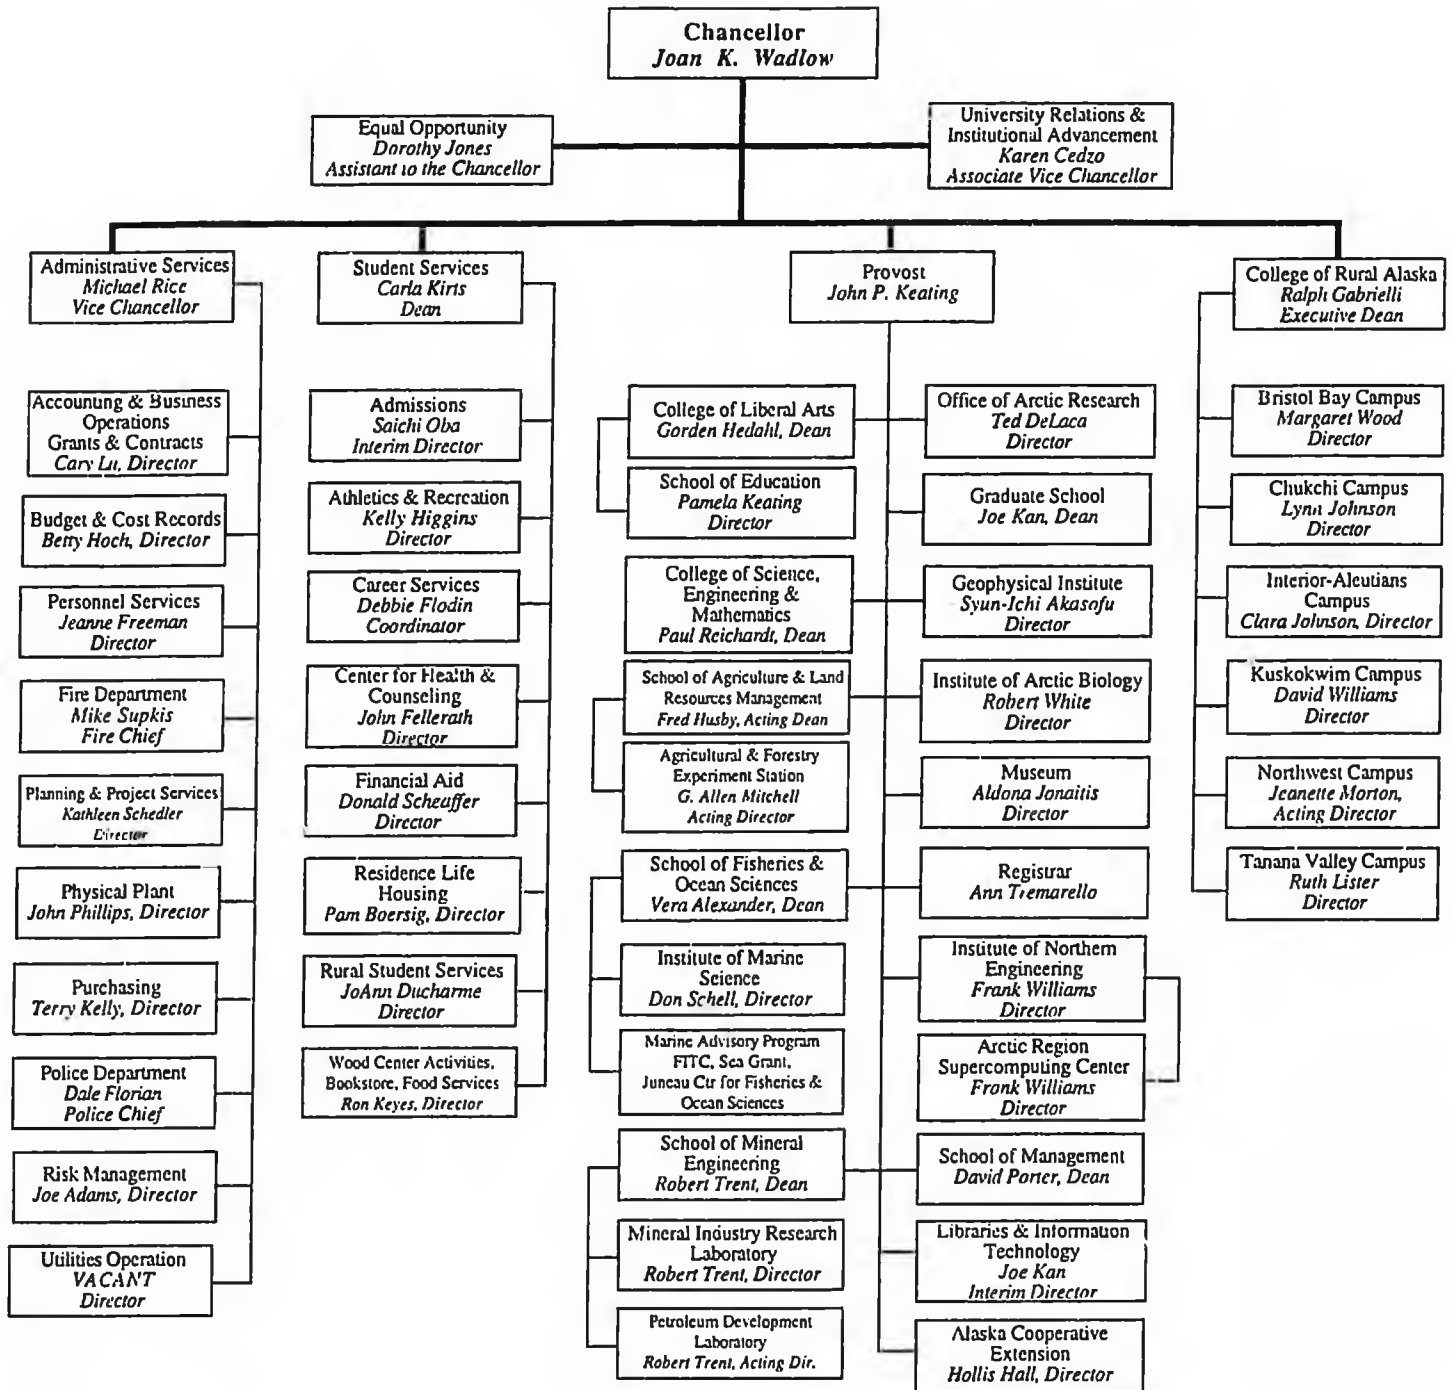 Chancellor
Joan K. Wadlow
Equal Opportunity
Dorothy Jones
Assistant to the Chancellor
University Relations &
Institutional Advancement
Karen Cedzo
Associate Vice Chancellor
Administrative Services
Michael Rice
Vice Chancellor
Accounting & Business
Operations
Grants & Contracts
Cary Lu, Director
Budget & Cost Records
Betty Hoch, Director
Personnel Services
Jeanne Freeman
Director
Fire Department
Mike Supkis
Fire Chief
Planning & Project Services
Kathleen Schedler
Director
Physical Plant
John Phillips, Director
Purchasing
Terry Kelly, Director
Police Department
Dale Florian
Police Chief
Risk Management
Joe Adams, Director
Utilities Operation
VACANT
Director
Student Services
Carla Kirts
Dean
Admissions
Saichi Oba
Interim Director
Athletics & Recreation
Kelly Higgins
Director
Career Services
Debbie Flodin
Coordinator
Center for Health &
Counseling
John Fellerath
Director
Financial Aid
Donald Scheaffer
Director
Residence Life
Housing
Pam Boersig, Director
Rural Student Services
JoAnn Ducharme
Director
Wood Center Activities,
Bookstore, Food Services
Ron Keyes, Director
Provost
John P. Keating
College of Liberal Arts
Gorden Hedahl, Dean
School of Education
Pamela Keating
Director
College of Science,
Engineering &
Mathematics
Paul Reichardt, Dean
School of Agriculture & Land
Resources Management
Fred Husby, Acting Dean
Agricultural & Forestry
Experiment Station
G. Allen Mitchell
Acting Director
School of Fisheries &
Ocean Sciences
Vera Alexander, Dean
Institute of Marine
Science
Don Schell, Director
Marine Advisory Program
FITC, Sea Grant,
Juneau Ctr for Fisheries &
Ocean Sciences
School of Mineral
Engineering
Robert Trent, Dean
Mineral Industry Research
Laboratory
Robert Trent, Director
Petroleum Development
Laboratory
Robert Trent, Acting Dir.
Office of Arctic Research
Ted DeLaca
Director
Graduate School
Joe Kan, Dean
Geophysical Institute
Syun-Ichi Akasofu
Director
Institute of Arctic Biology
Robert White
Director
Museum
Aldona Jonaitis
Director
Registrar
Ann Tremarello
Institute of Northern
Engineering
Frank Williams
Director
Arctic Region
Supercomputing Center
Frank Williams
Director
School of Management
David Porter, Dean
Libraries & Information
Technology
Joe Kan
Interim Director
Alaska Cooperative
Extension
Hollis Hall, Director
College of Rural Alaska
Ralph Gabrielli
Executive Dean
Bristol Bay Campus
Margaret Wood
Director
Chukchi Campus
Lynn Johnson
Director
Interior-Aleutians
Campus
Clara Johnson, Director
Kuskokwim Campus
David Williams
Director
Northwest Campus
Jeanette Morton,
Acting Director
Tanana Valley Campus
Ruth Lister
Director